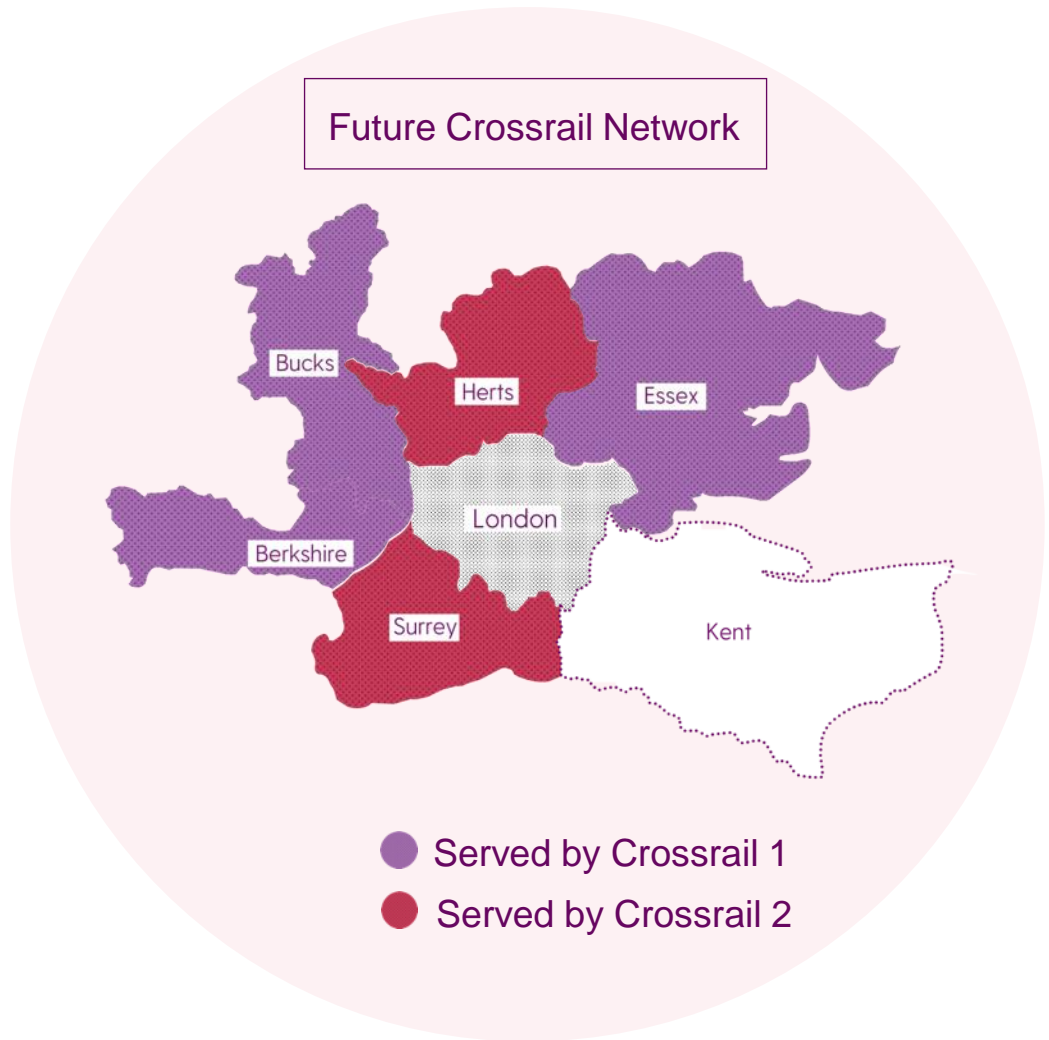 Future Crossrail Network
Bucks
Herts
Essex
London
Berkshire
Surrey
Kent
Served by Crossrail 1
Served by Crossrail 2